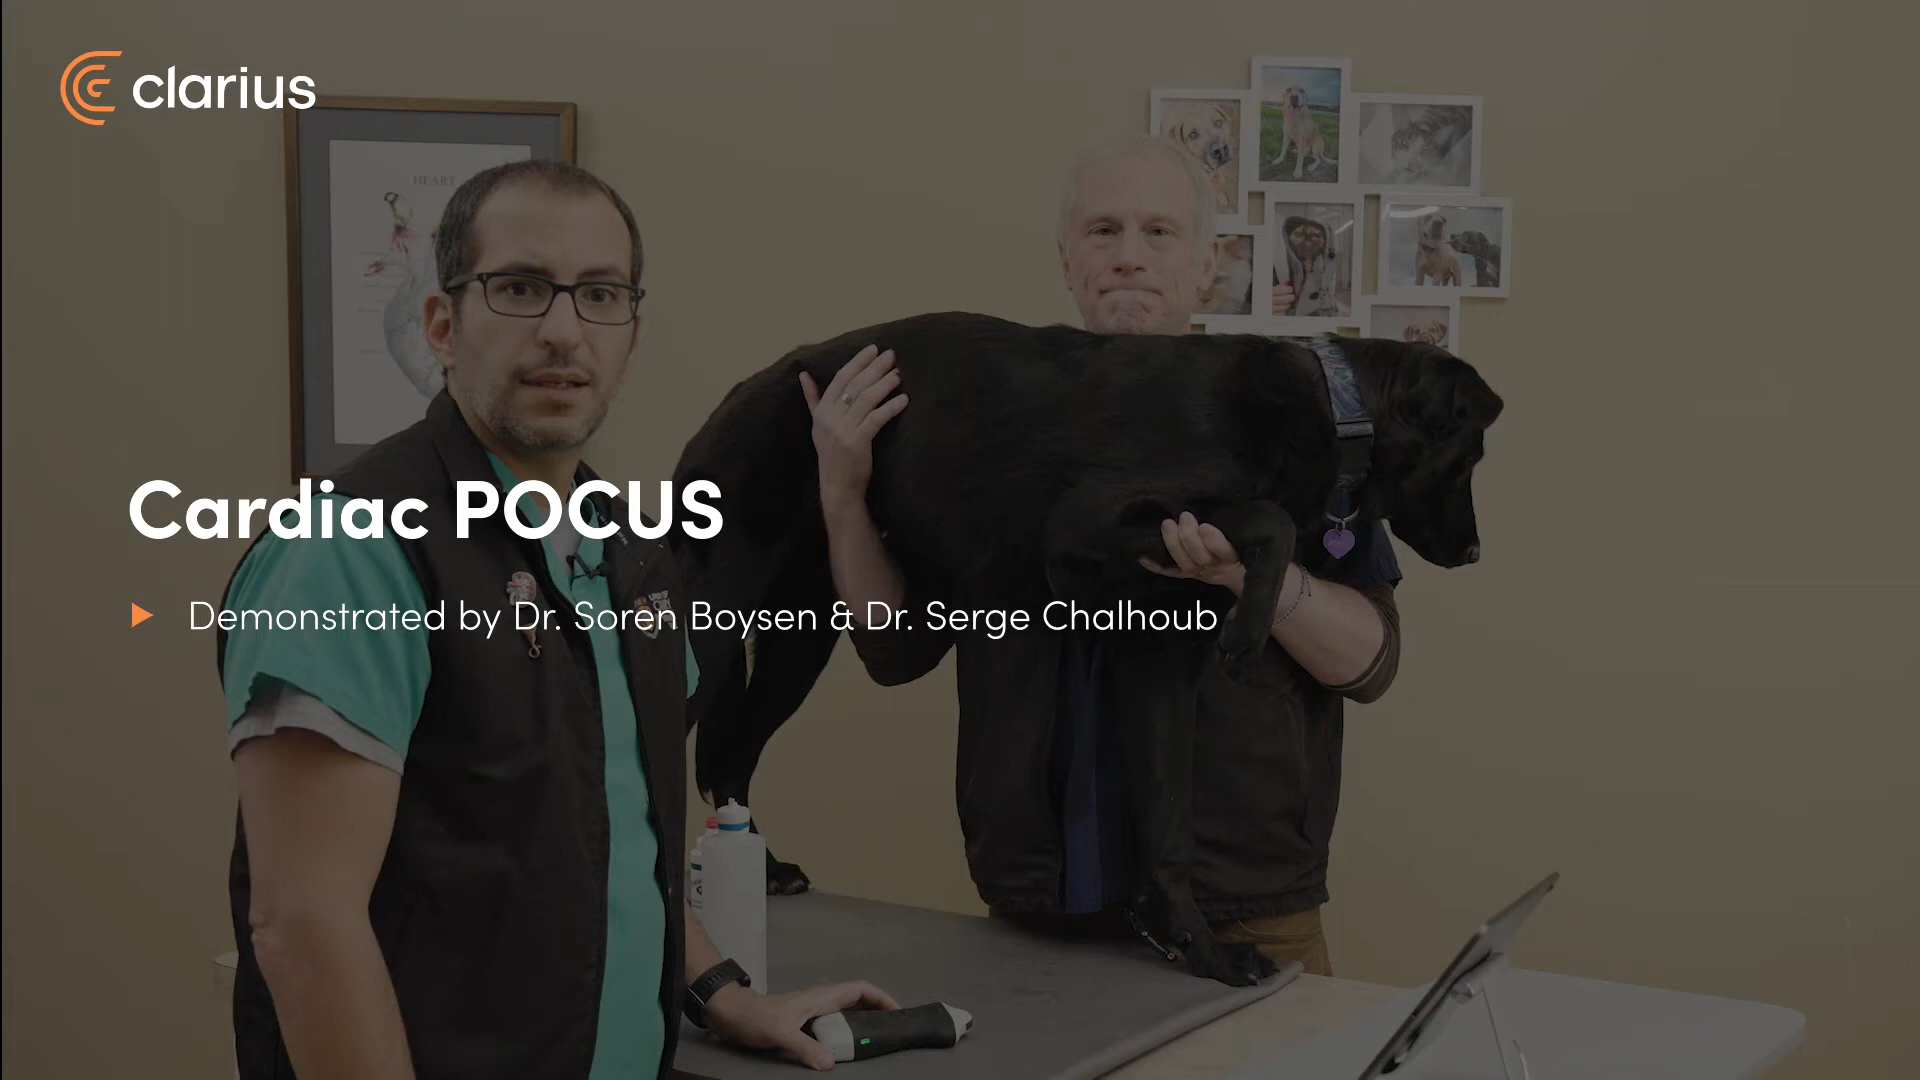 clarius
HEART
Cardiac POCUS
Demonstrated by Dr. Soren Boysen & Dr. Serge Chalhoub